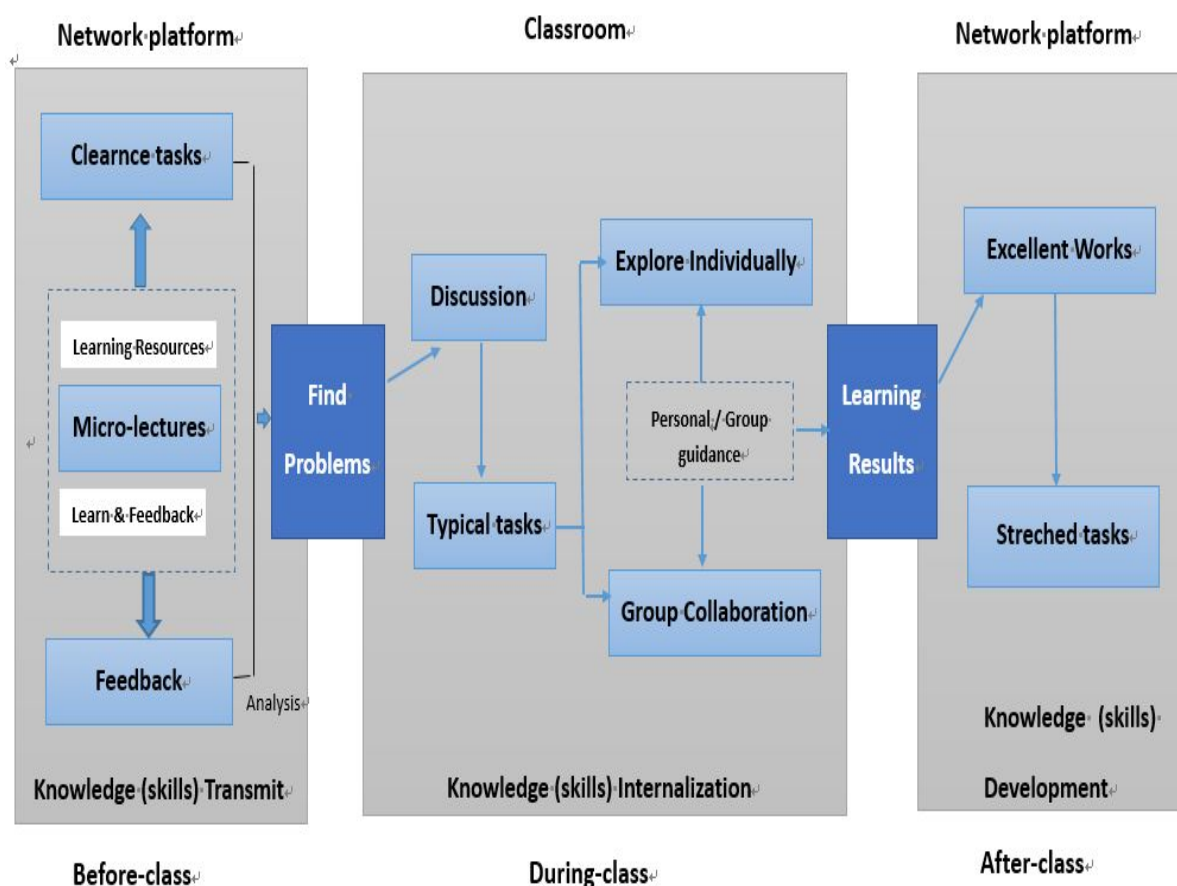 Network platform
Classroom
Network platform
Clearnce tasks
Learning Resources
Micro-lectures
Learn & Feedback
Feedback
Analysis
Knowledge (skills) Transmit
Before-class
Find
Problems
Discussion
Typical tasks
Explore Individually
Personal / Group
guidance
Group Collaboration
Knowledge (skills) Internalization
During-class
Learning
Results
Excellent Works
Streched tasks
Knowledge (skills)
Development
After-class